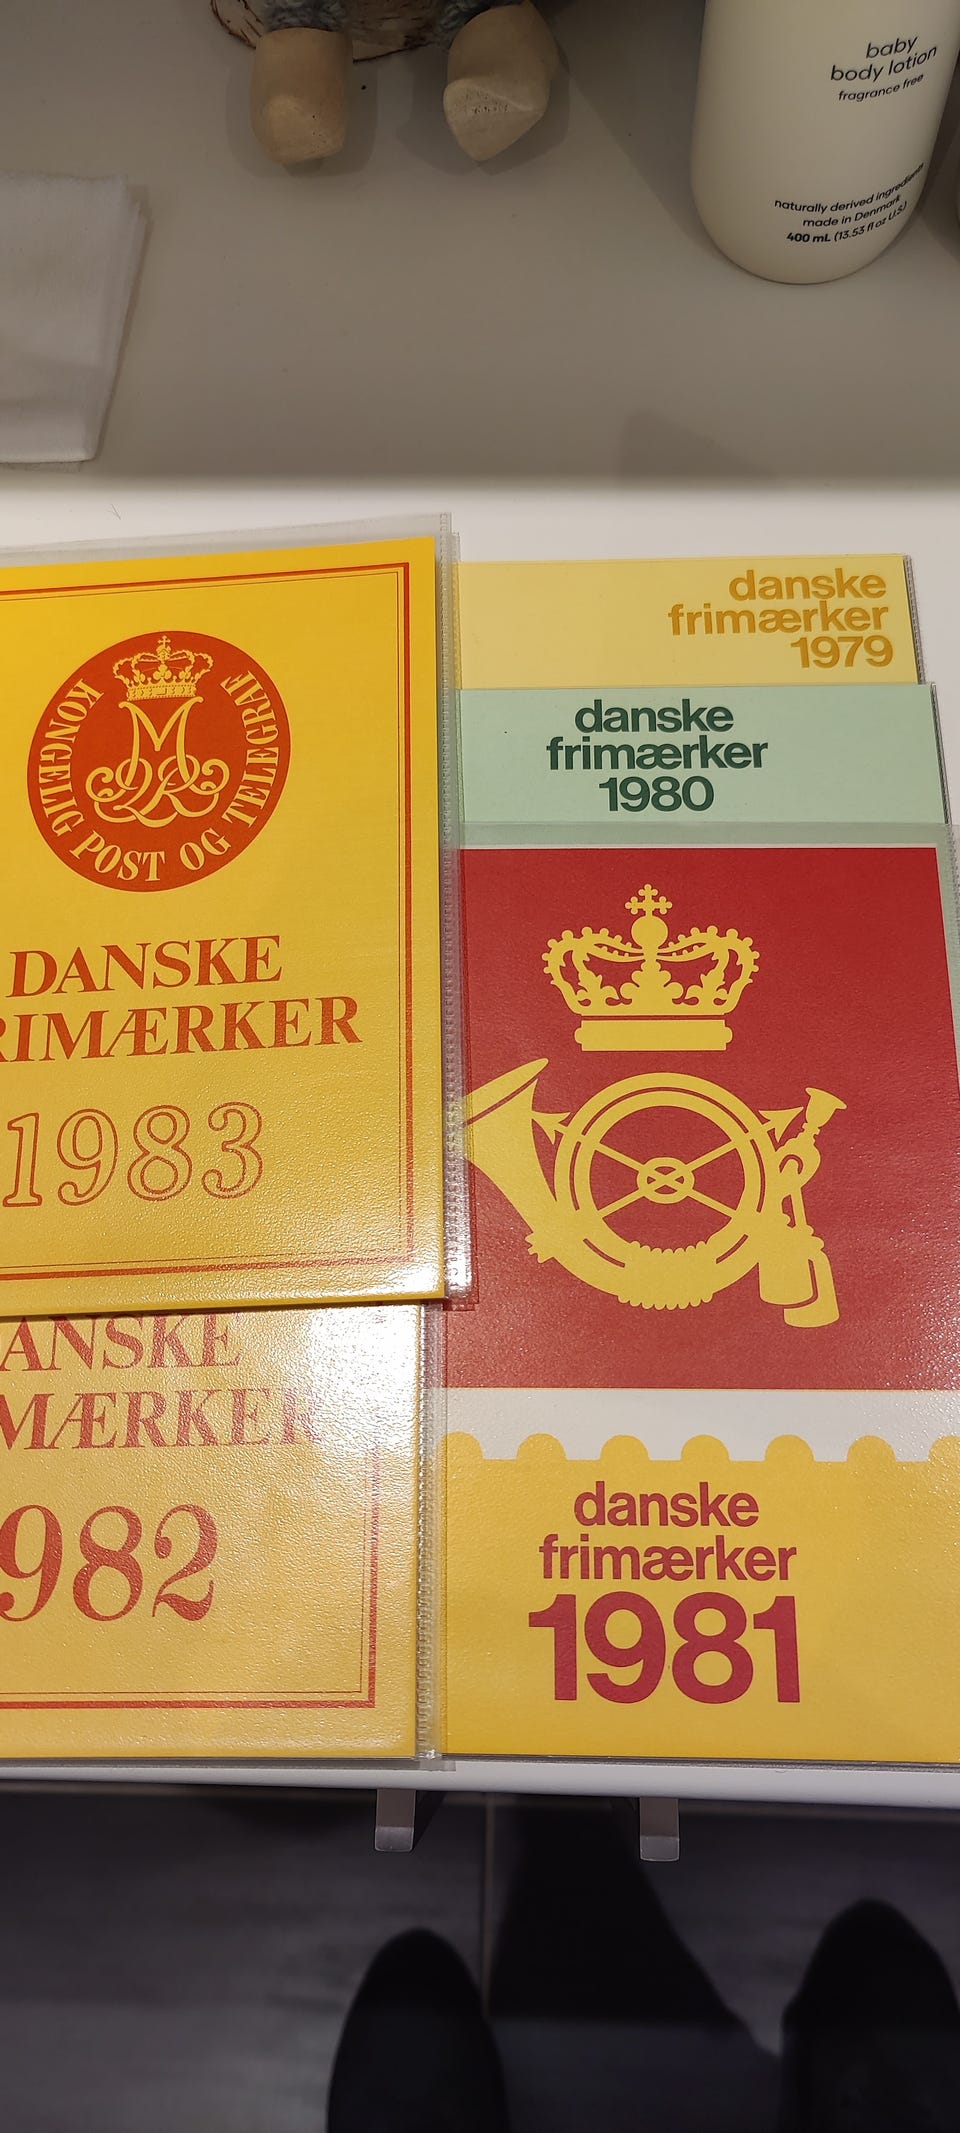 baby
body lotion
fragrance free
naturally derived ingredients
made in Denmark
400 mL (13.53 fl oz U.S.)
KONGELIG POST OG TELEGRAF
DANSKE
RIMÆRKER
1983
ANSKE
MÆRKER
982
danske
frimærker
1979
danske
frimærker
1980
danske
frimærker
1981